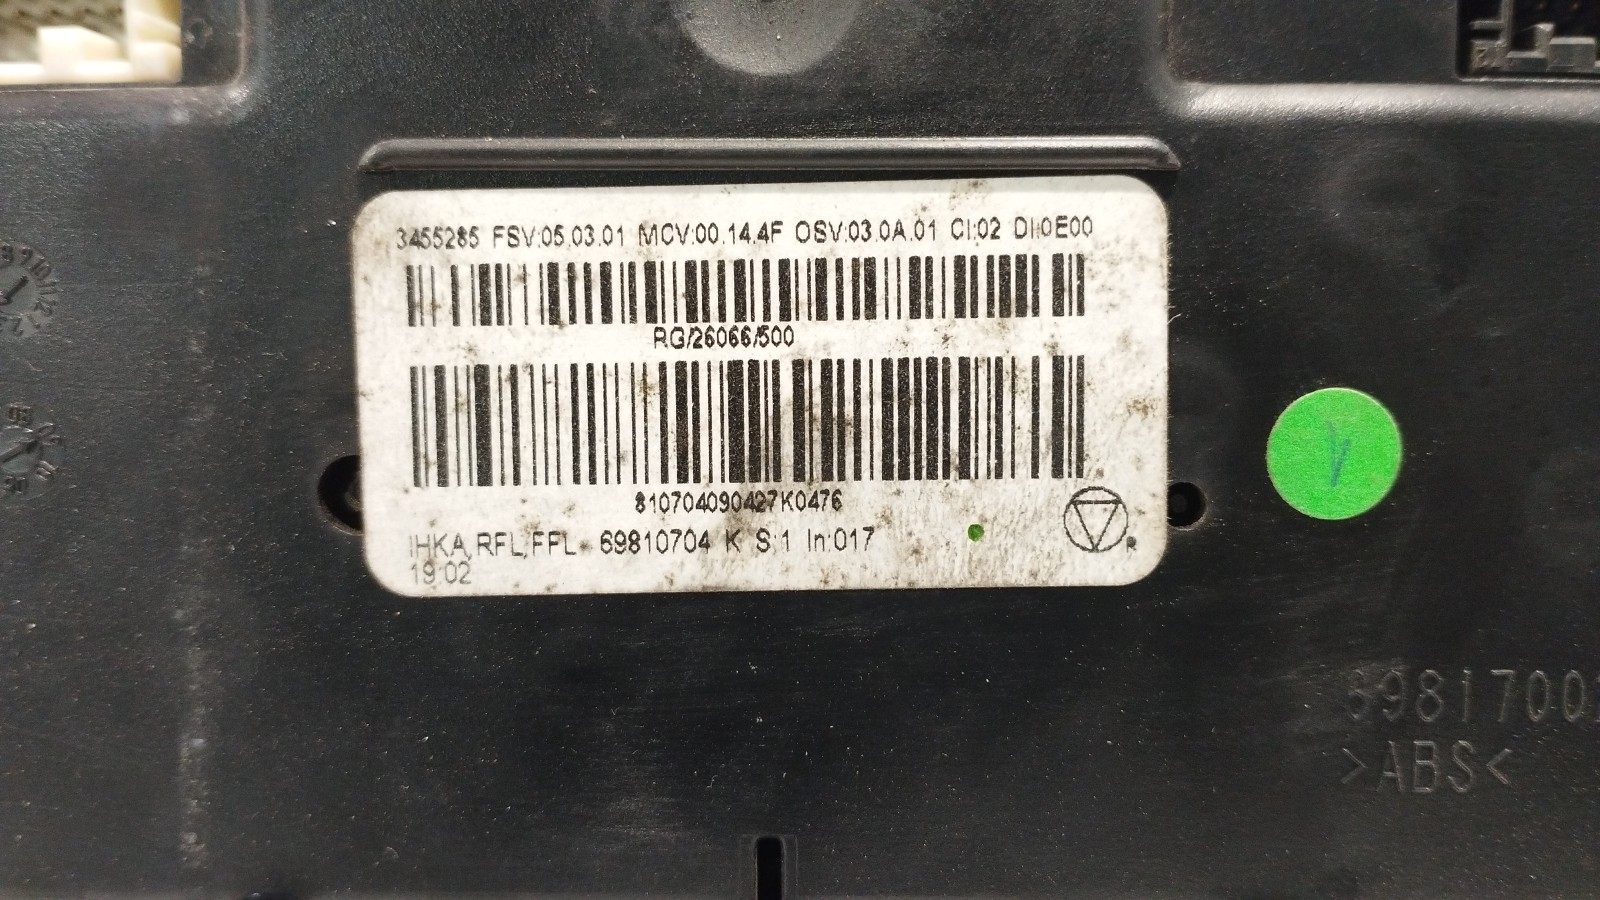 3455285 FSV:05.03.01 MCV:00.14.4F OSV:03.0A.01 CI:02 DI:0E00
RG/26066/500
810704090427K0476
IHKA,RFL,FFL 69810704 K S:1 In:017
19:02
>ABS<